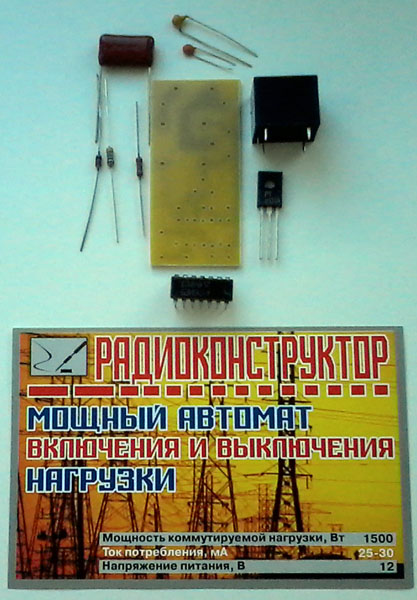 РАДИОКОНСТРУКТОР
МОЩНЫЙ АВТОМАТ
ВКЛЮЧЕНИЯ И ВЫКЛЮЧЕНИЯ
НАГРУЗКИ
Мощность коммутируемой нагрузки, Вт 1500
Ток потребления, мА 25-30
Напряжение питания, В 12